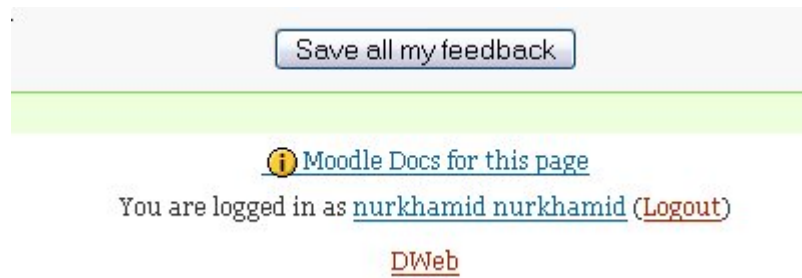 Save all my feedback
Moodle Docs for this page
You are logged in as nurkhamid nurkhamid (Logout)
DWeb